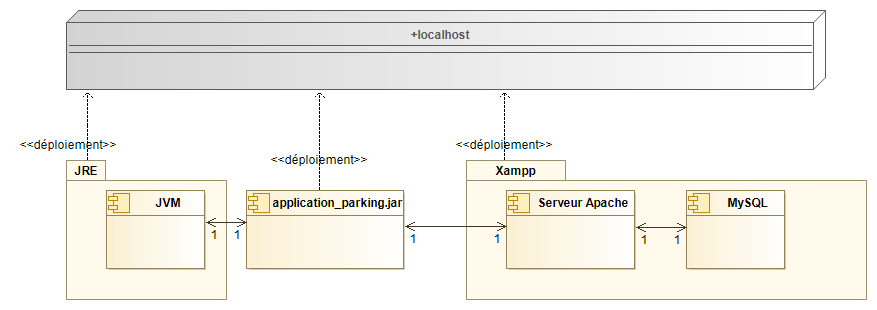 +localhost
<<déploiement>>
<<déploiement>>
<<déploiement>>
JRE
Xampp
JVM
application_parking.jar
Serveur Apache
MySQL
1
1
1
1
1
1